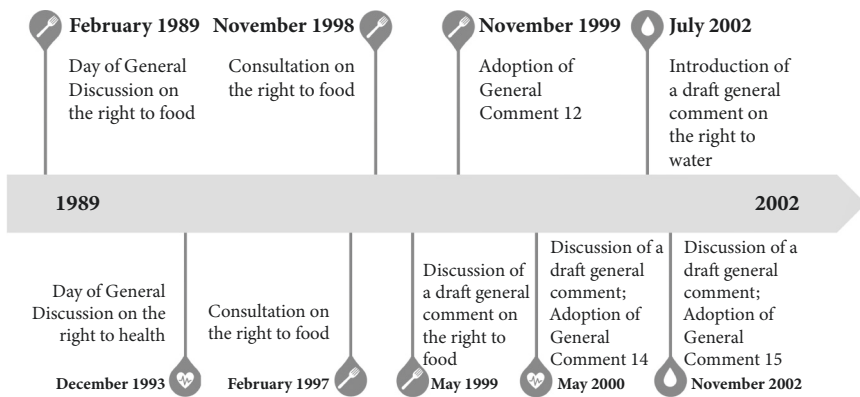 February 1989
Day of General
Discussion on
the right to food
November 1998
Consultation on
the right to food
November 1999
Adoption of
General
Comment 12
July 2002
Introduction of
a draft general
comment on
the right to
water
1989
2002
Day of General
Discussion on the
right to health
December 1993
Consultation on
the right to food
February 1997
Discussion of
a draft general
comment on
the right to
food
May 1999
Discussion of a
draft general
comment;
Adoption of
General
Comment 14
May 2000
Discussion of a
draft general
comment;
Adoption of
General
Comment 15
November 2002